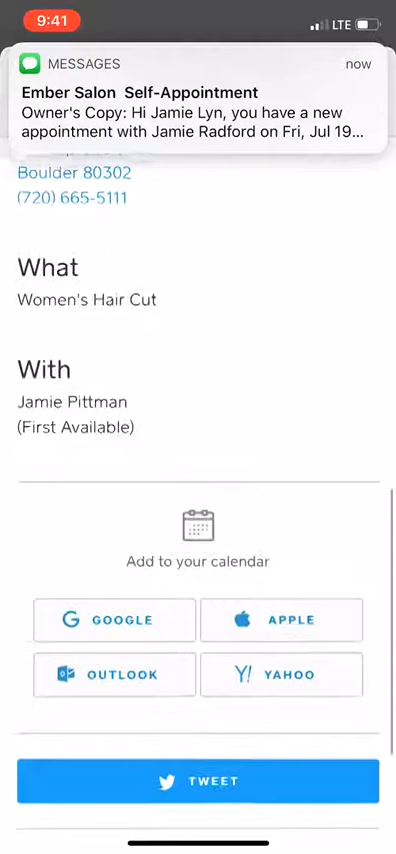 9:41
LTE
MESSAGES
now
Ember Salon Self-Appointment
Owner's Copy: Hi Jamie Lyn, you have a new
appointment with Jamie Radford on Fri, Jul 19...
Boulder 80302
(720) 665-5111
What
Women's Hair Cut
With
Jamie Pittman
(First Available)
Add to your calendar
GOOGLE
APPLE
OUTLOOK
YAHOO
TWEET